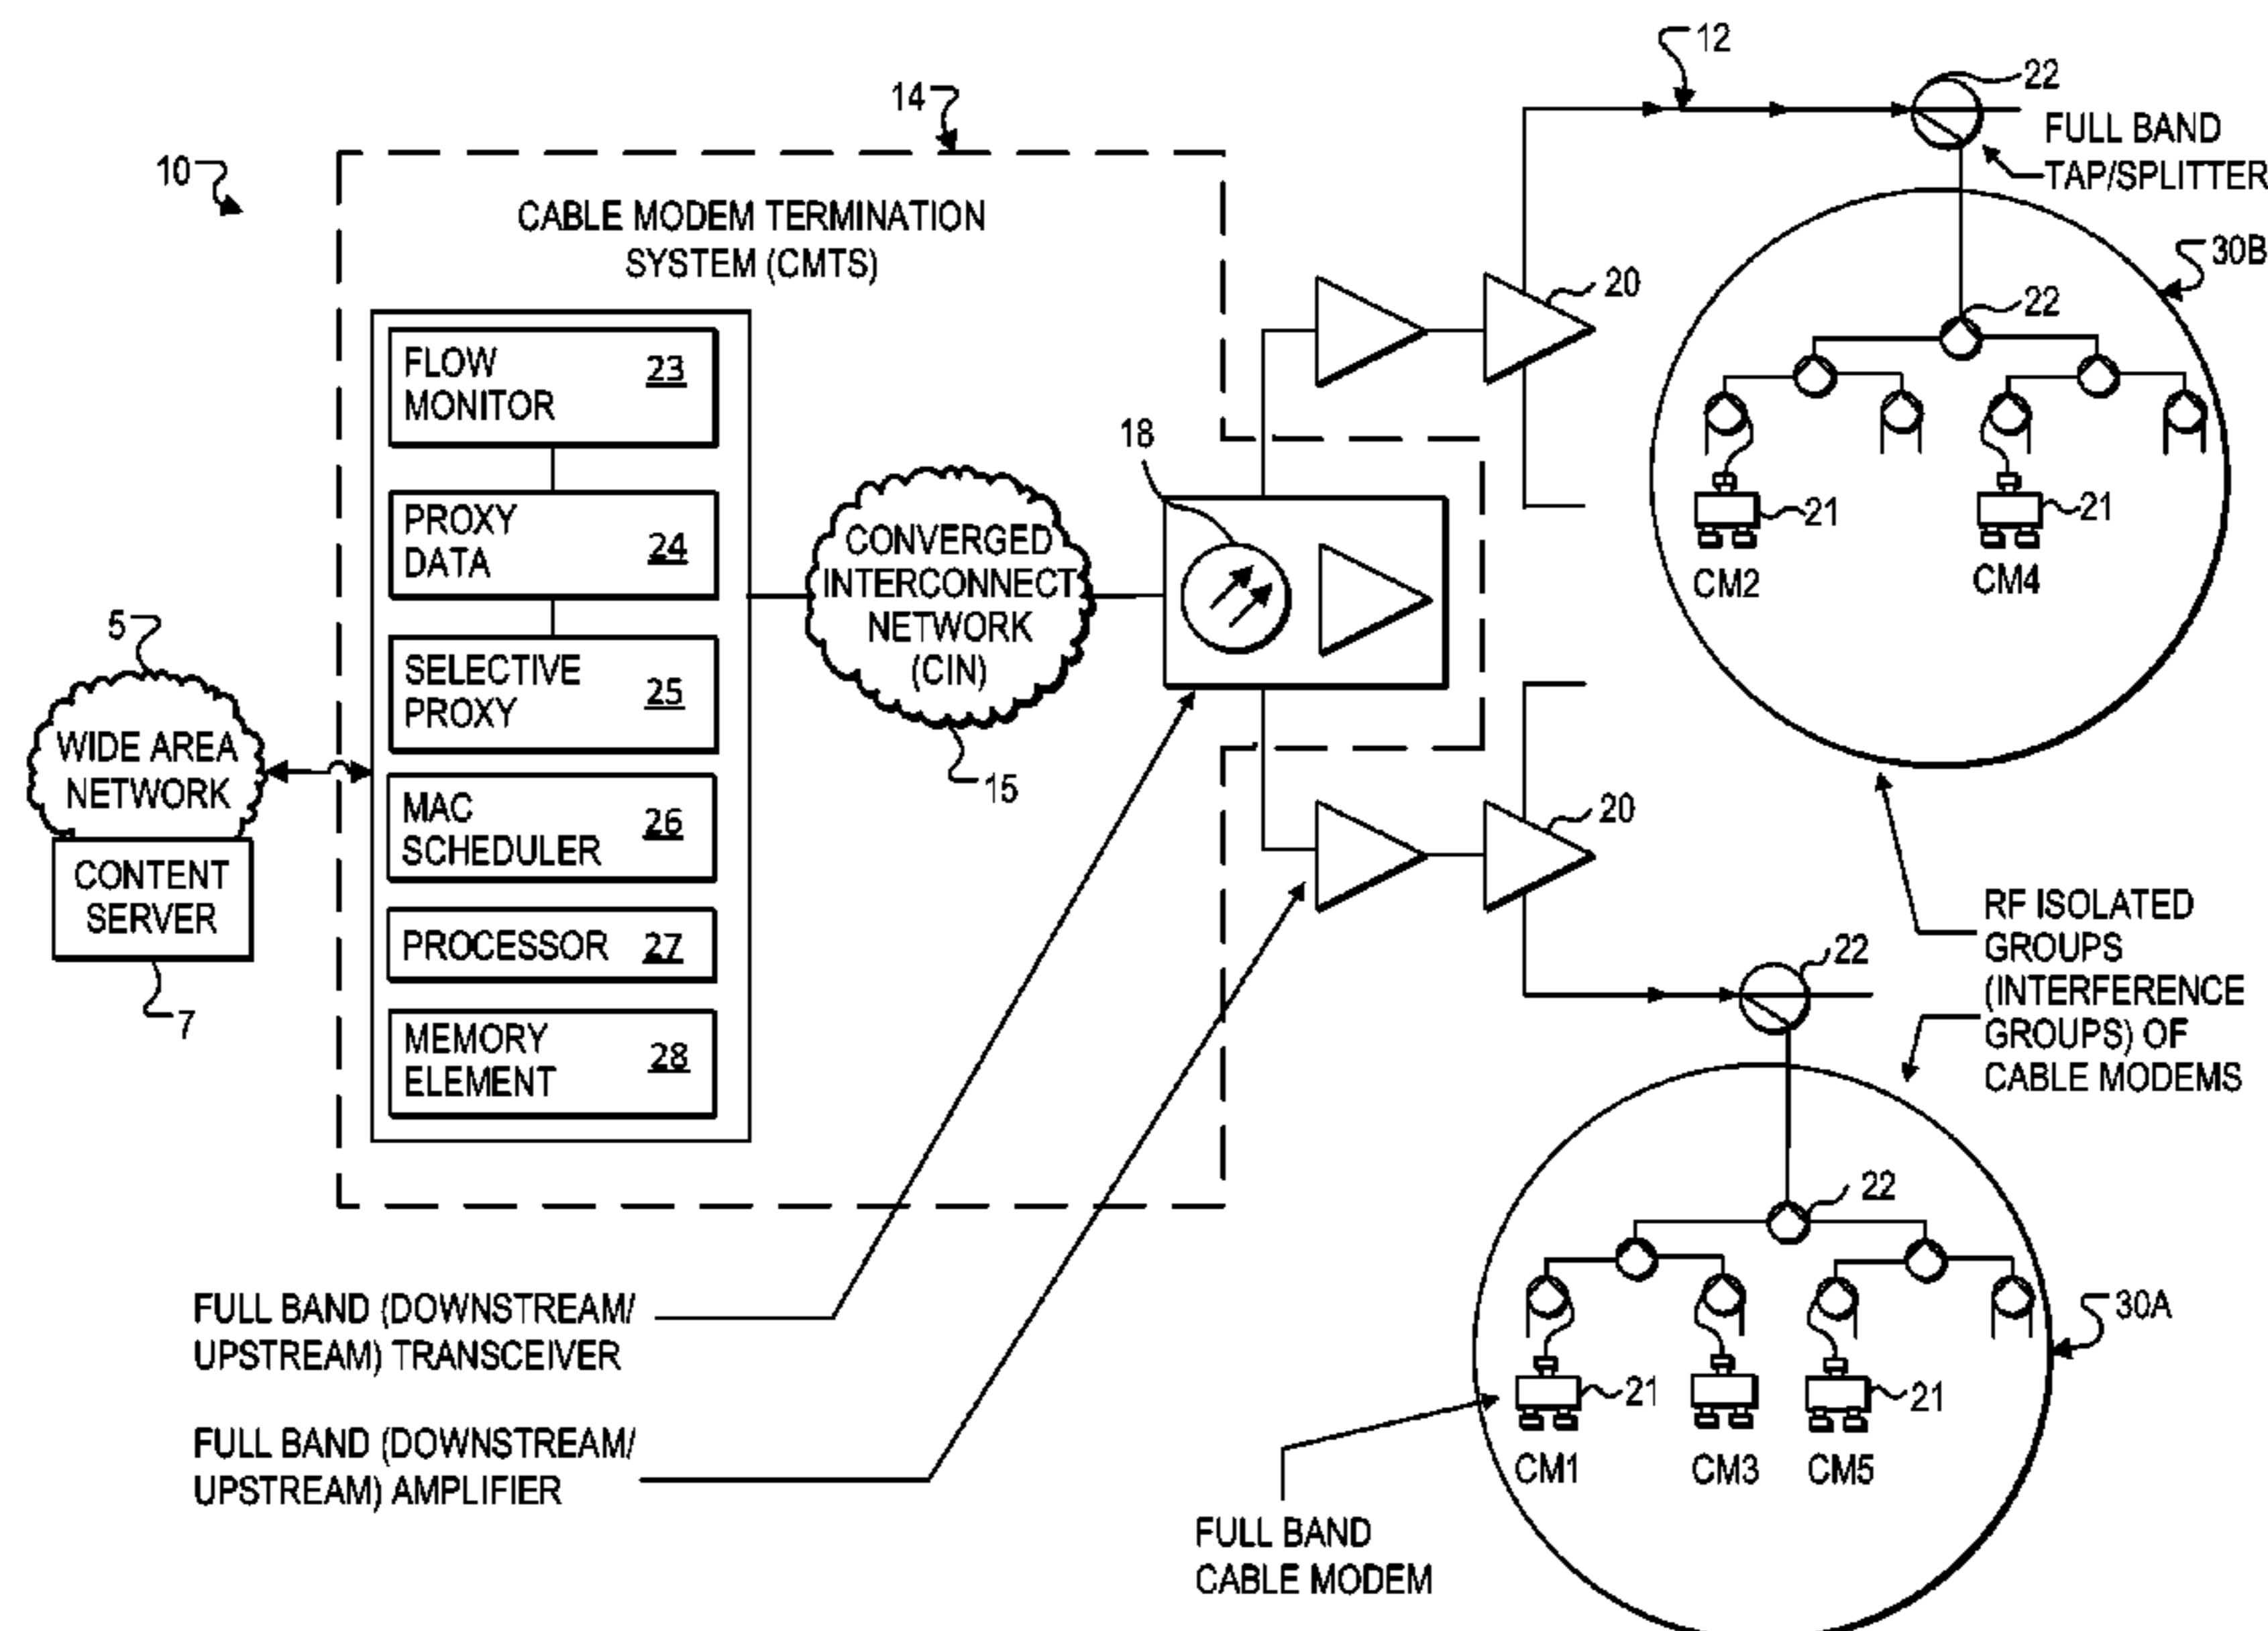 12
22
FULL BAND
TAP/SPLITTER
14
10
CABLE MODEM TERMINATION
SYSTEM (CMTS)
30B
20
22
FLOW
MONITOR
23
18
PROXY
DATA
24
CONVERGED
INTERCONNECT
NETWORK
(CIN)
21
21
CM2
CM4
5
SELECTIVE
PROXY
25
WIDE AREA
NETWORK
15
MAC
SCHEDULER
26
20
CONTENT
SERVER
PROCESSOR
27
7
RF ISOLATED
GROUPS
(INTERFERENCE
GROUPS) OF
CABLE MODEMS
22
MEMORY
ELEMENT
28
22
FULL BAND (DOWNSTREAM/
UPSTREAM) TRANSCEIVER
30A
21
21
FULL BAND (DOWNSTREAM/
UPSTREAM) AMPLIFIER
CM1
CM3
CM5
FULL BAND
CABLE MODEM